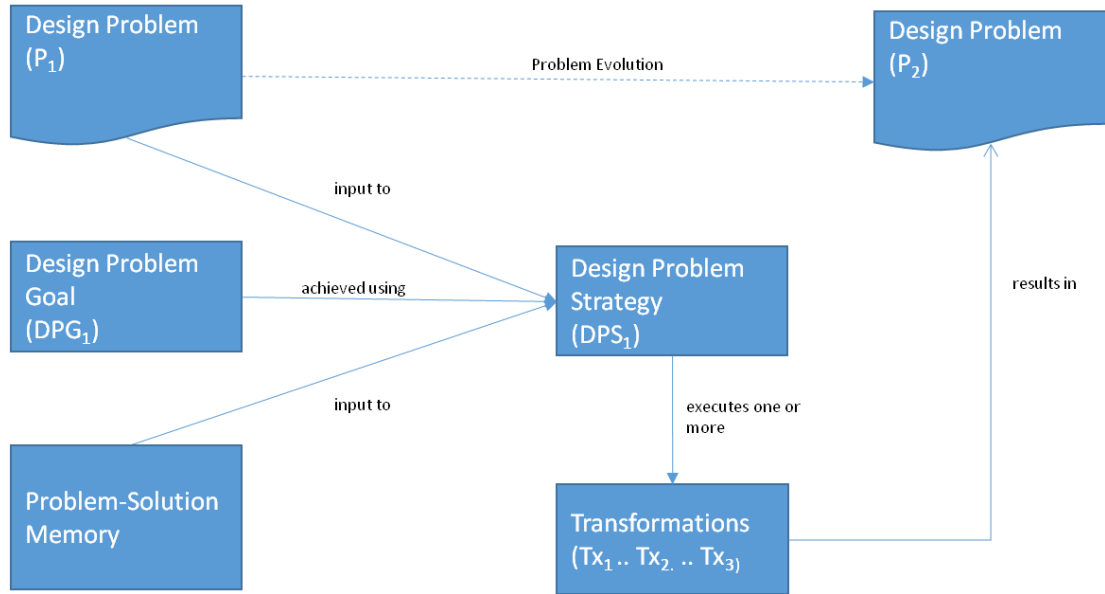 Design Problem
(P₁)
Problem Evolution
Design Problem
(P₂)
input to
Design Problem
Goal
(DPG₁)
achieved using
Design Problem
Strategy
(DPS₁)
results in
input to
executes one or
more
Problem-Solution
Memory
Transformations
(Tx₁ .. Tx₂. .. Tx₃)